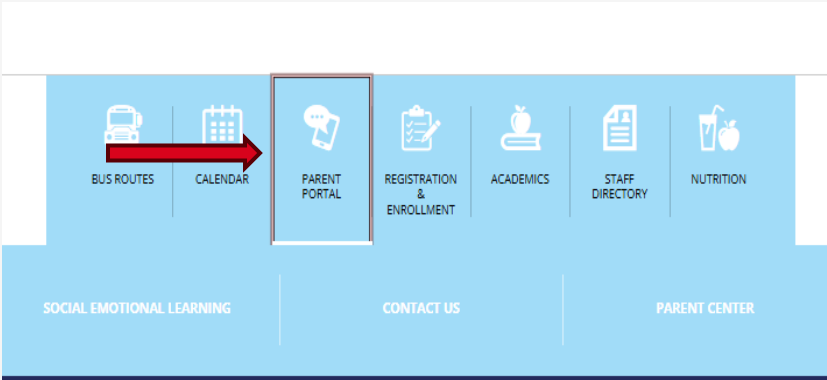 BUS ROUTES
CALENDAR
PARENT
PORTAL
REGISTRATION
&
ENROLLMENT
ACADEMICS
STAFF
DIRECTORY
NUTRITION
SOCIAL EMOTIONAL LEARNING
CONTACT US
PARENT CENTER